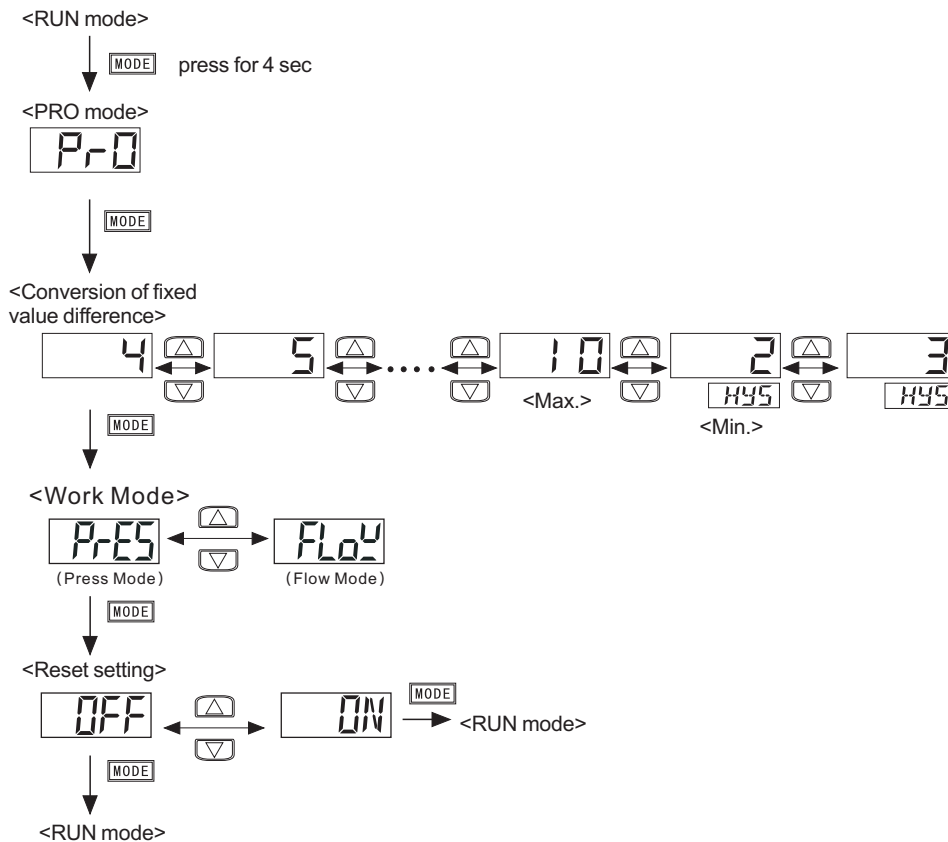 <RUN mode>
MODE press for 4 sec
<PRO mode>
PrO
MODE
<Conversion of fixed
value difference>
4 5 .... 10 2 3
<Max.> HYS HYS
<Min.>
MODE
<Work Mode>
PrES FLoW
(Press Mode) (Flow Mode)
MODE
<Reset setting>
OFF ON MODE <RUN mode>
MODE
<RUN mode>